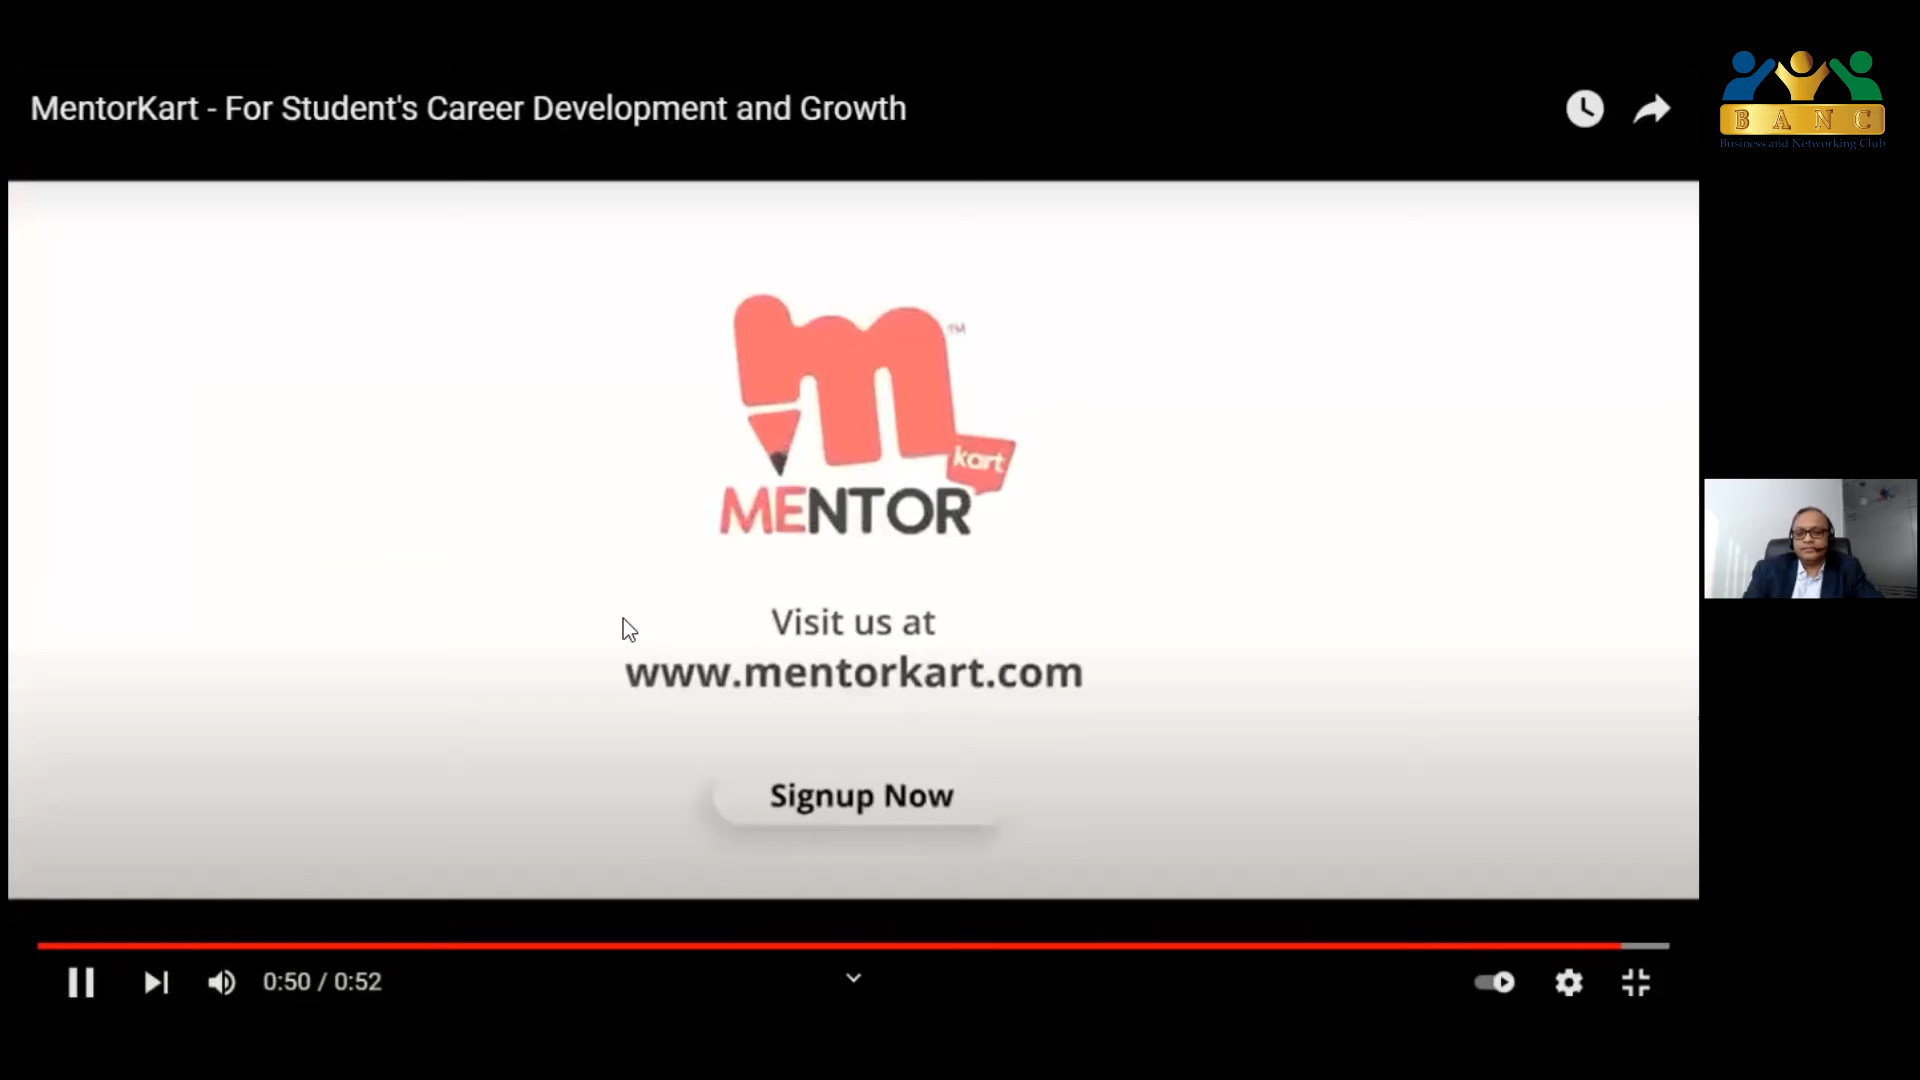 MentorKart - For Student's Career Development and Growth
B A N C
Business and Networking Club
m TM
kart
MENTOR
Visit us at
www.mentorkart.com
Signup Now
0:50 / 0:52